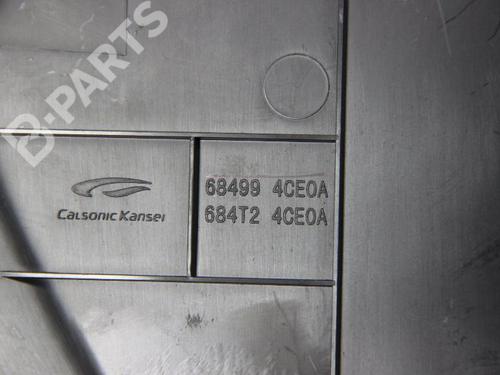 B-PARTS
Calsonic Kansei
68499 4CE0A
684T2 4CE0A